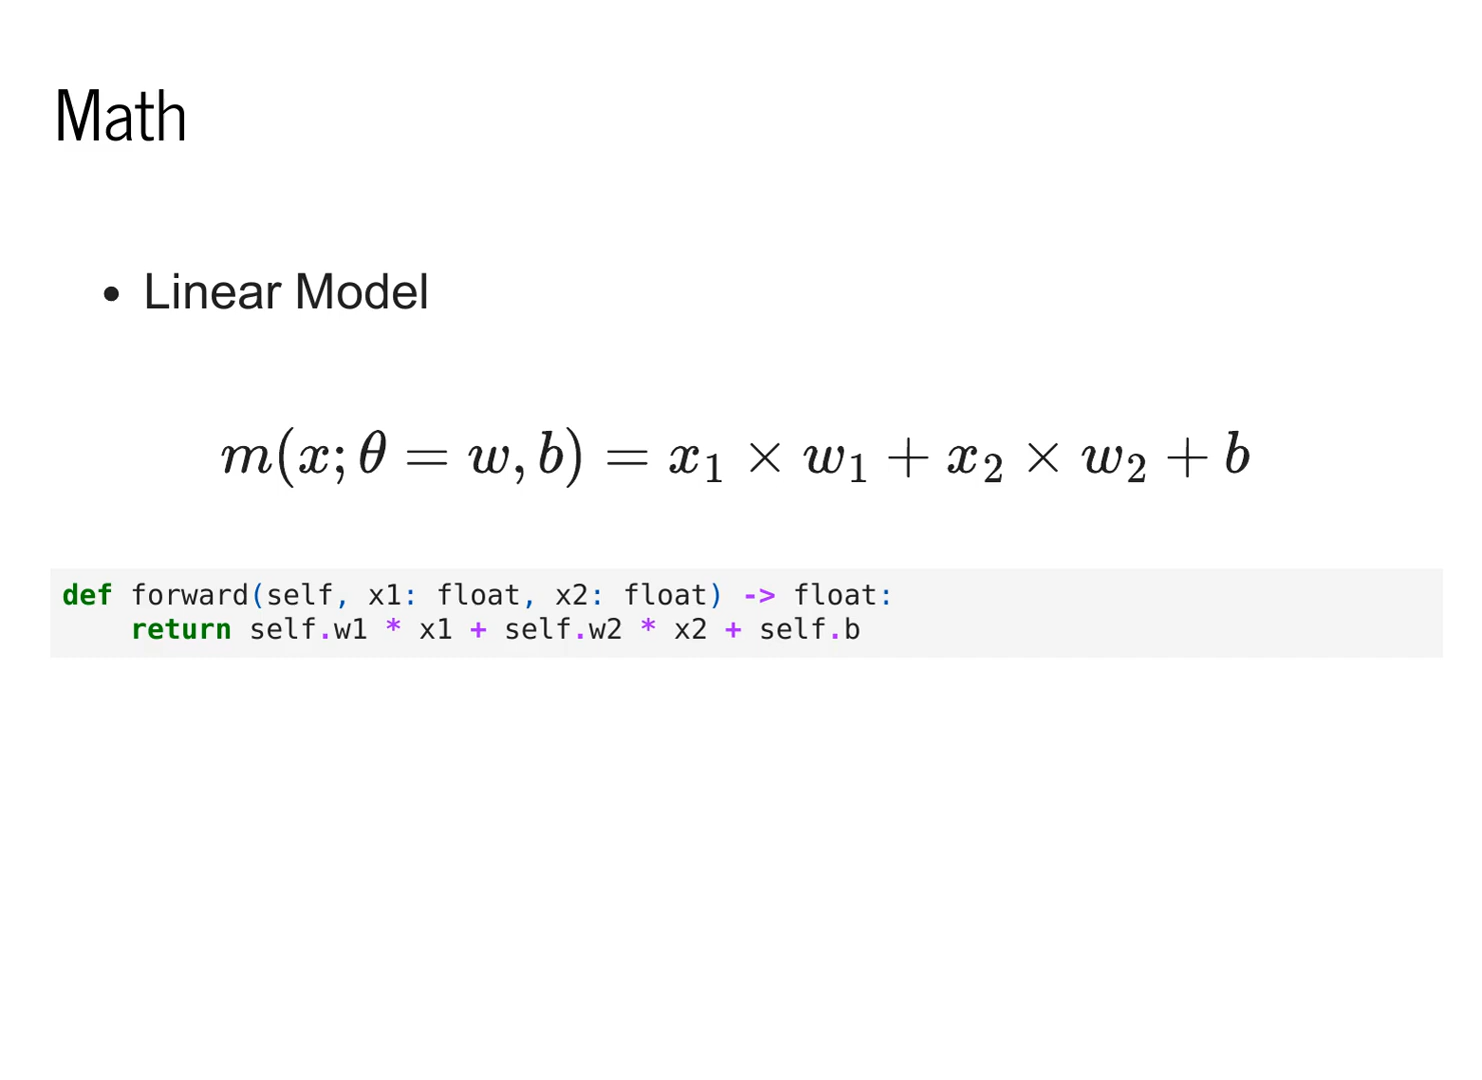 Math
• Linear Model
m(x; θ = w, b) = x₁ × w₁ + x₂ × w₂ + b
def forward(self, x1: float, x2: float) -> float:
    return self.w1 * x1 + self.w2 * x2 + self.b